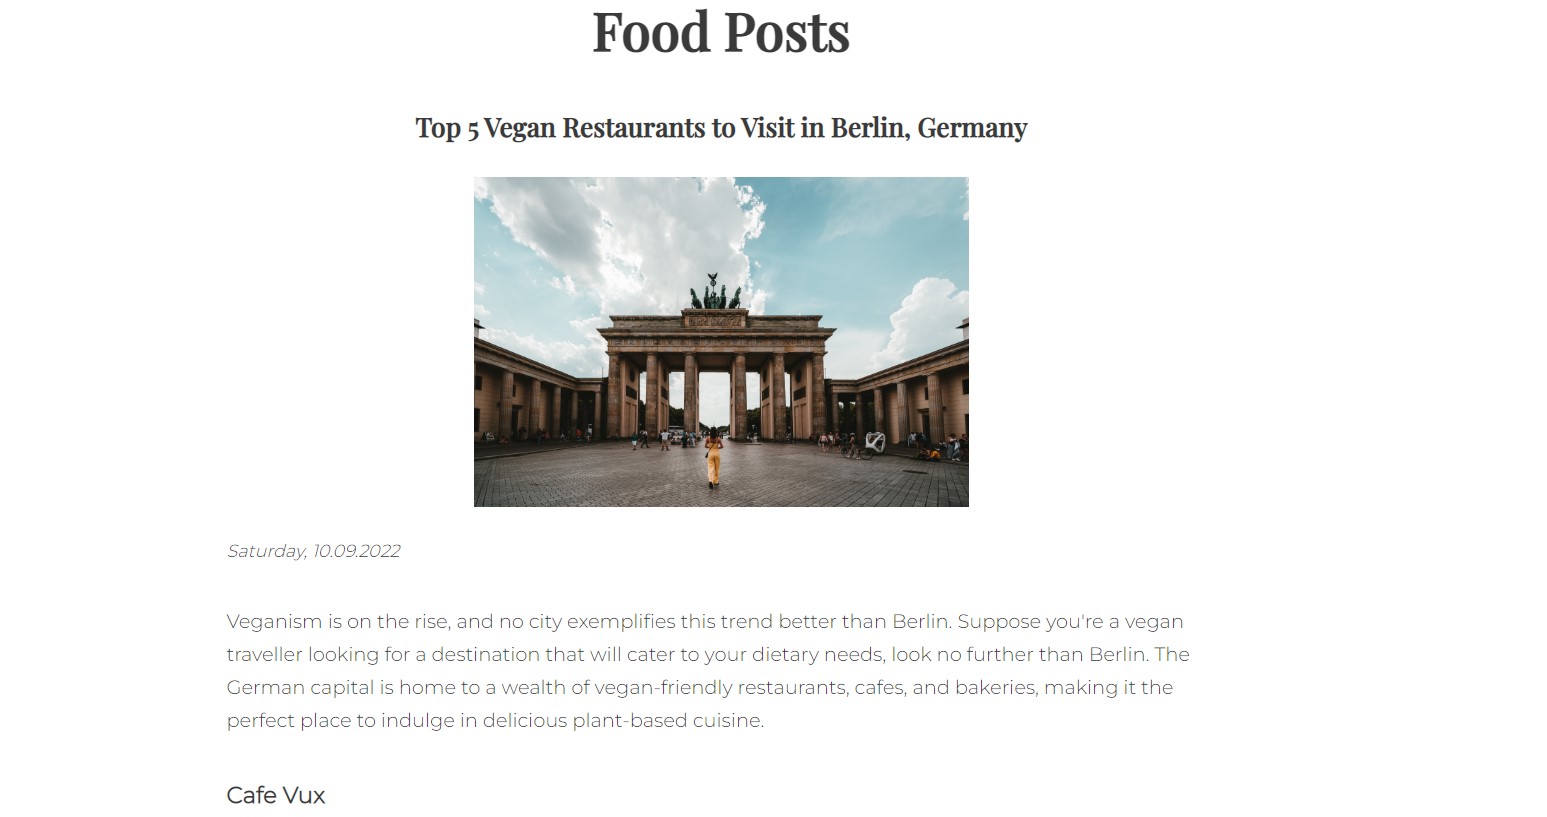 Food Posts
Top 5 Vegan Restaurants to Visit in Berlin, Germany
Saturday, 10.09.2022
Veganism is on the rise, and no city exemplifies this trend better than Berlin. Suppose you're a vegan
traveller looking for a destination that will cater to your dietary needs, look no further than Berlin. The
German capital is home to a wealth of vegan-friendly restaurants, cafes, and bakeries, making it the
perfect place to indulge in delicious plant-based cuisine.
Cafe Vux